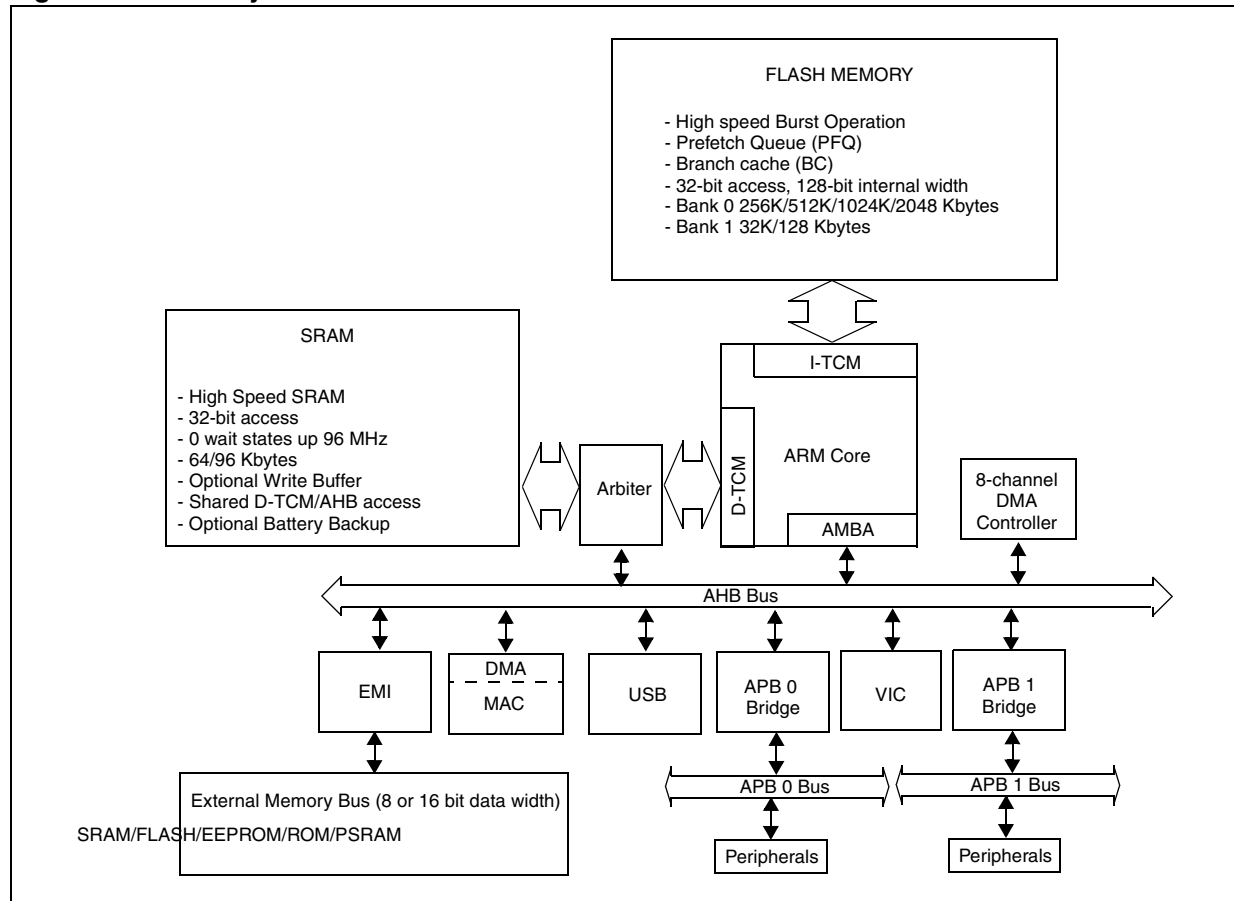 FLASH MEMORY
- High speed Burst Operation
- Prefetch Queue (PFQ)
- Branch cache (BC)
- 32-bit access, 128-bit internal width
- Bank 0 256K/512K/1024K/2048 Kbytes
- Bank 1 32K/128 Kbytes
SRAM
- High Speed SRAM
- 32-bit access
- 0 wait states up 96 MHz
- 64/96 Kbytes
- Optional Write Buffer
- Shared D-TCM/AHB access
- Optional Battery Backup
Arbiter
I-TCM
D-TCM
ARM Core
AMBA
8-channel
DMA
Controller
AHB Bus
EMI
DMA
MAC
USB
APB 0
Bridge
VIC
APB 1
Bridge
External Memory Bus (8 or 16 bit data width)
SRAM/FLASH/EEPROM/ROM/PSRAM
APB 0 Bus
APB 1 Bus
Peripherals
Peripherals